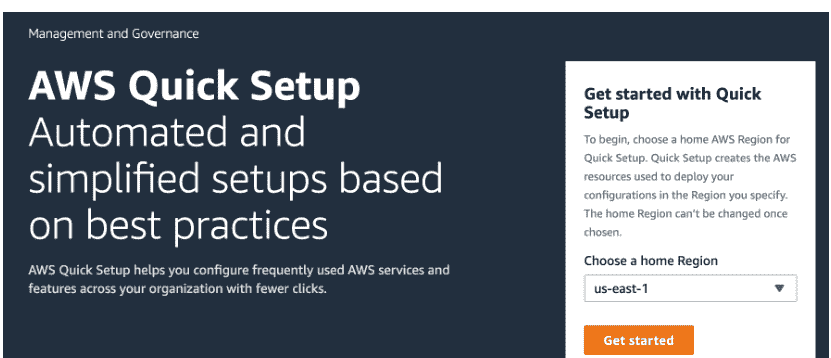 Management and Governance
AWS Quick Setup
Automated and
simplified setups based
on best practices
AWS Quick Setup helps you configure frequently used AWS services and
features across your organization with fewer clicks.
Get started with Quick
Setup
To begin, choose a home AWS Region for
Quick Setup. Quick Setup creates the AWS
resources used to deploy your
configurations in the Region you specify.
The home Region can't be changed once
chosen.
Choose a home Region
us-east-1
Get started